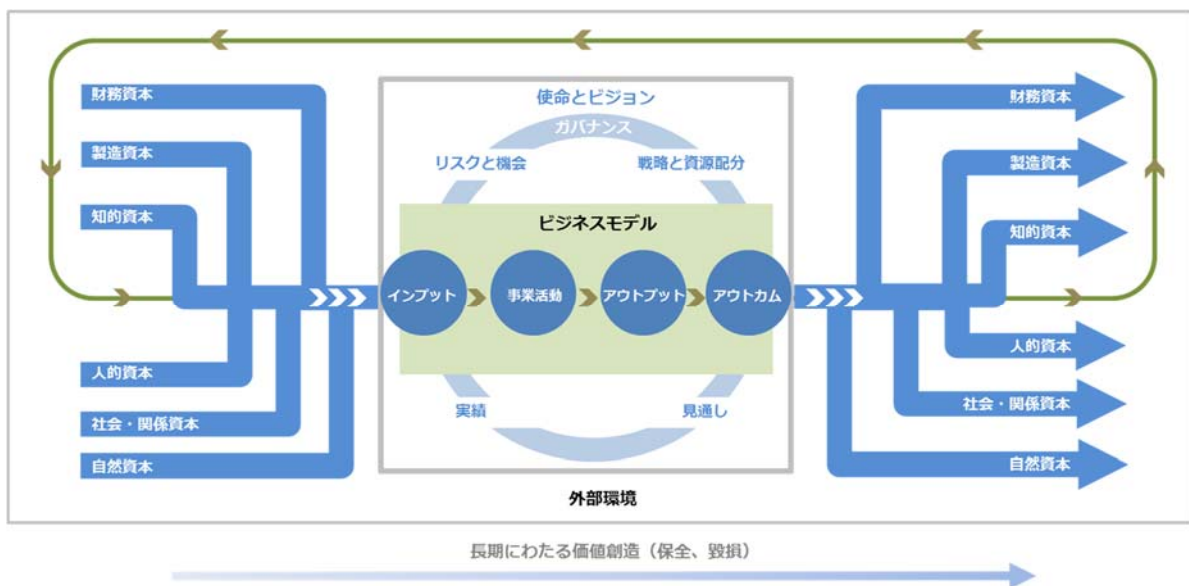 財務資本
製造資本
知的資本
人的資本
社会・関係資本
自然資本
使命とビジョン
ガバナンス
リスクと機会
戦略と資源配分
ビジネスモデル
インプット
事業活動
アウトプット
アウトカム
実績
見通し
外部環境
財務資本
製造資本
知的資本
人的資本
社会・関係資本
自然資本
長期にわたる価値創造（保全、毀損）